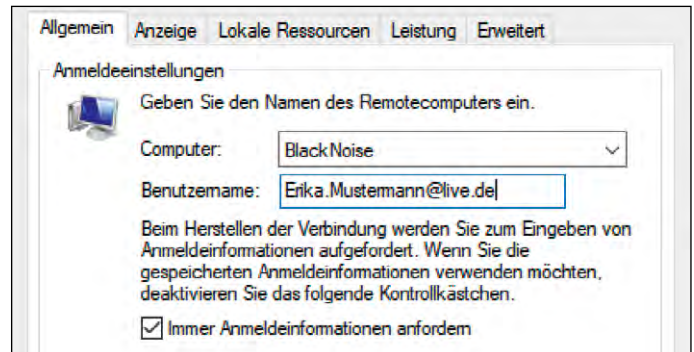 Allgemein Anzeige Lokale Ressourcen Leistung Erweitert
Anmeldeeinstellungen
Geben Sie den Namen des Remotecomputers ein.
Computer: BlackNoise
Benutzername: Erika.Mustermann@live.de
Beim Herstellen der Verbindung werden Sie zum Eingeben von
Anmeldeinformationen aufgefordert. Wenn Sie die
gespeicherten Anmeldeinformationen verwenden möchten,
deaktivieren Sie das folgende Kontrollkästchen.
Immer Anmeldeinformationen anfordern